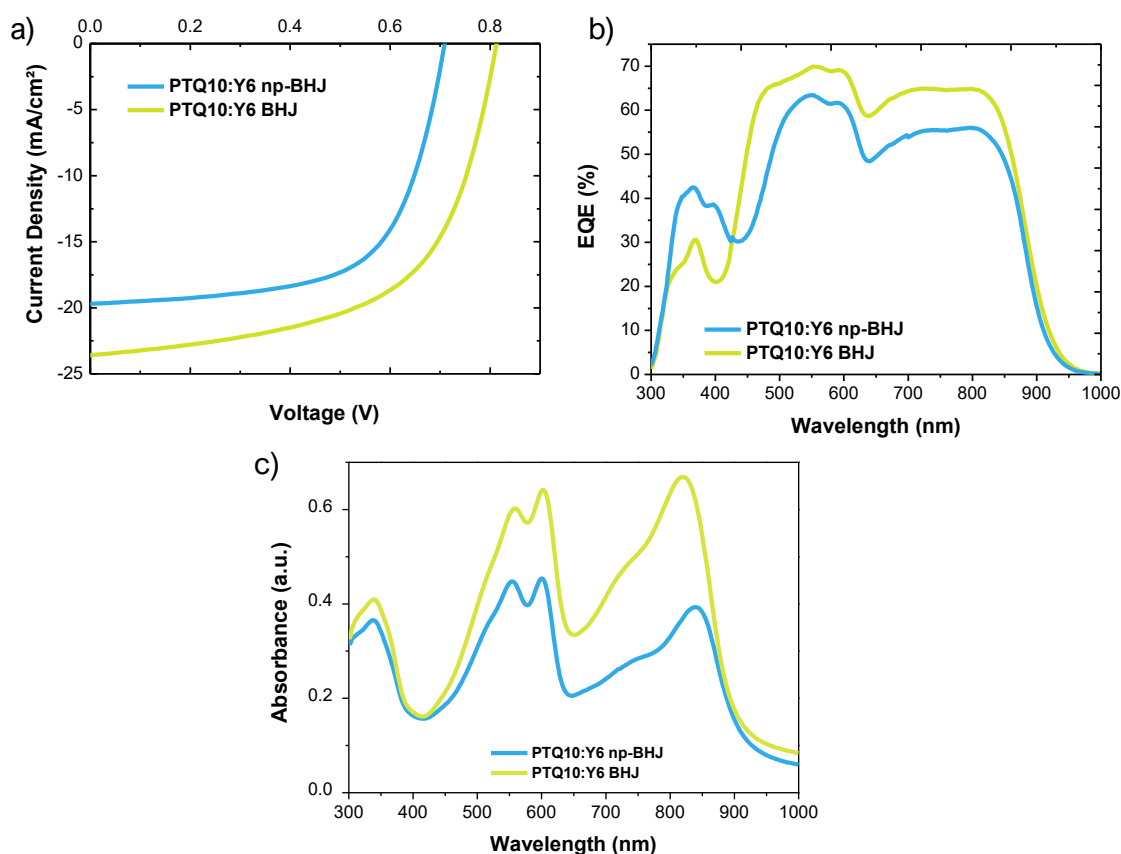 a)
0.0 0.2 0.4 0.6 0.8
0
-5
-10
-15
-20
-25
Current Density (mA/cm²)
PTQ10:Y6 np-BHJ
PTQ10:Y6 BHJ
Voltage (V)
b)
70
60
50
40
30
20
10
0
EQE (%)
PTQ10:Y6 np-BHJ
PTQ10:Y6 BHJ
300 400 500 600 700 800 900 1000
Wavelength (nm)
c)
0.6
0.4
0.2
0.0
Absorbance (a.u.)
PTQ10:Y6 np-BHJ
PTQ10:Y6 BHJ
300 400 500 600 700 800 900 1000
Wavelength (nm)